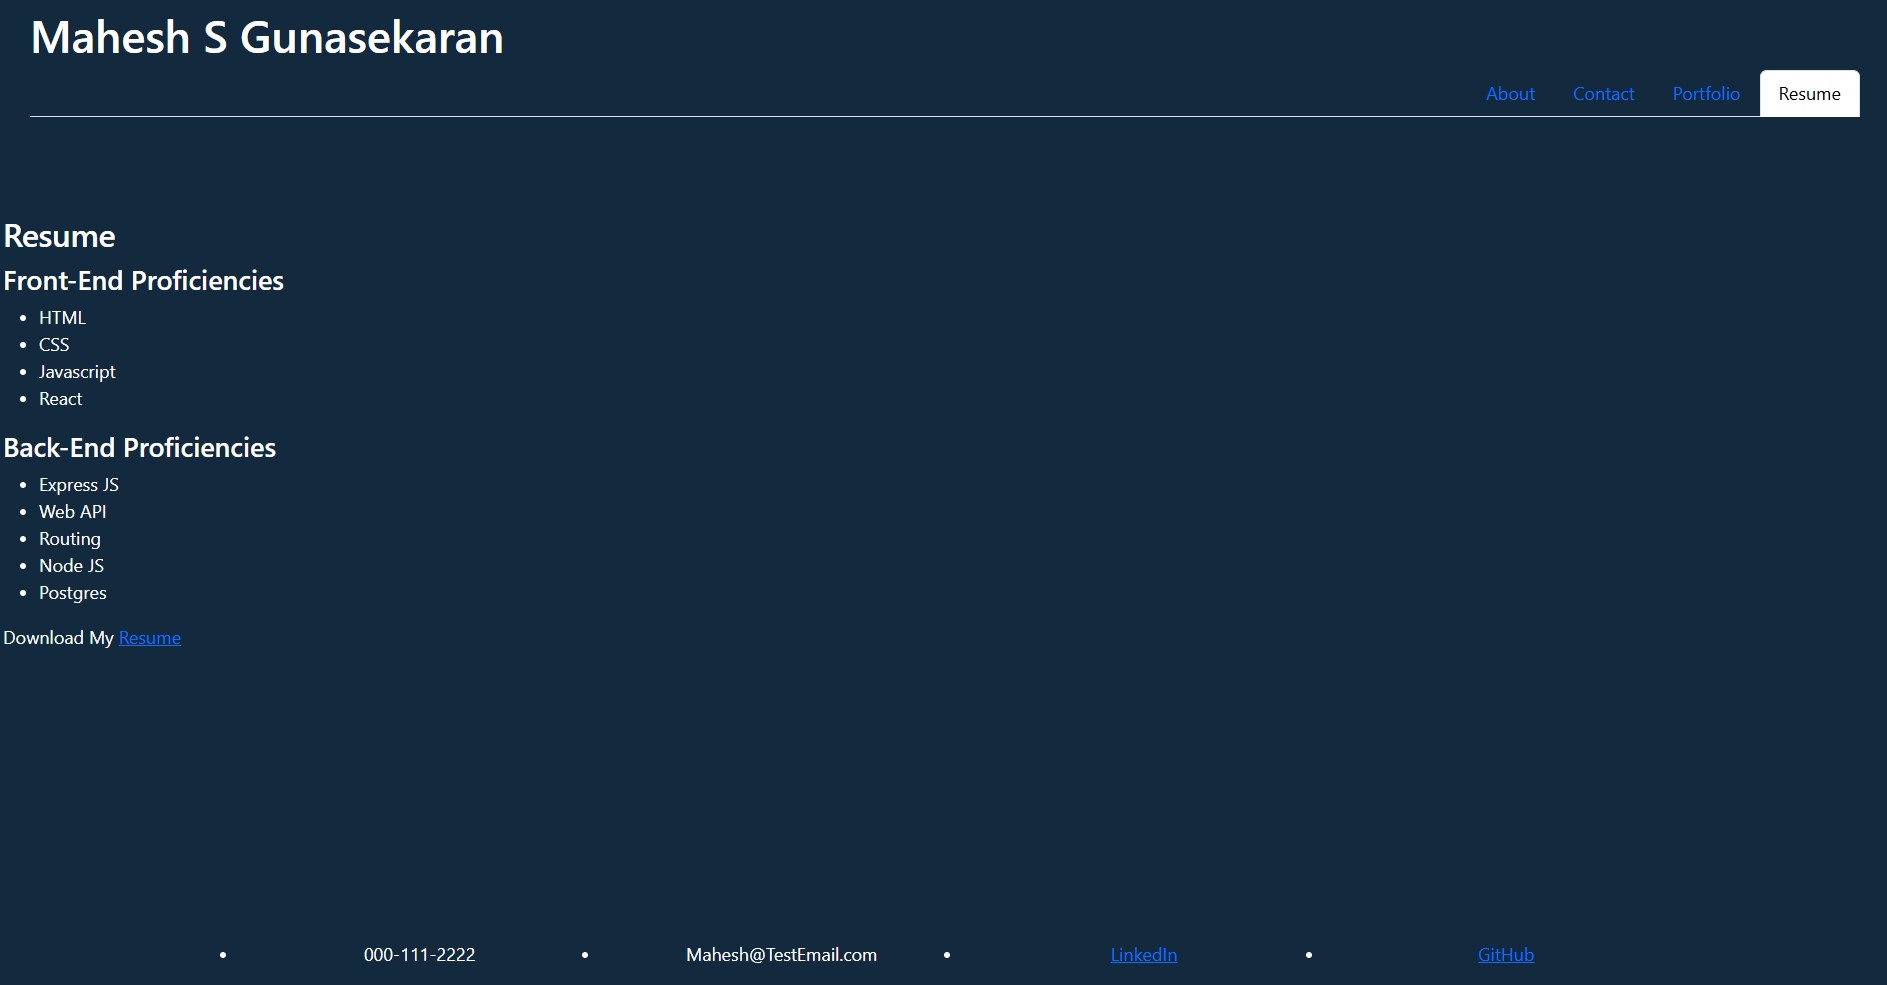 Mahesh S Gunasekaran
About Contact Portfolio Resume
Resume
Front-End Proficiencies
• HTML
• CSS
• Javascript
• React
Back-End Proficiencies
• Express JS
• Web API
• Routing
• Node JS
• Postgres
Download My Resume
• 000-111-2222 • Mahesh@TestEmail.com • LinkedIn • GitHub